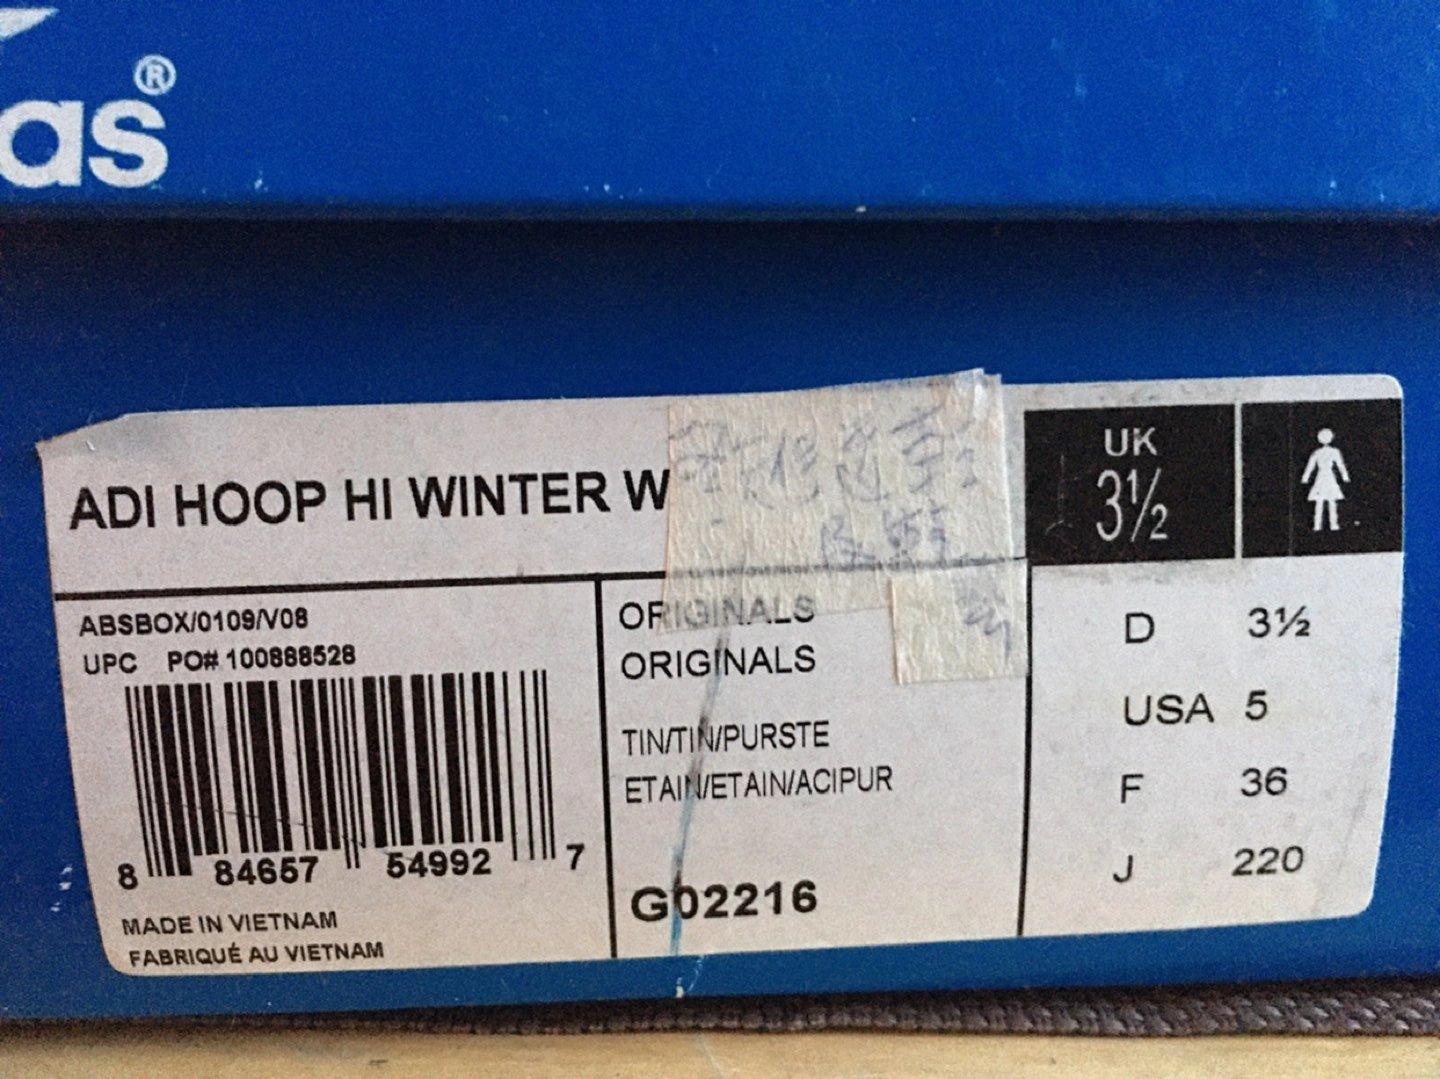 as®
ADI HOOP HI WINTER W
UK
3½
ABSBOX/0109/V08
UPC PO# 100888528
8 84657 54992 7
MADE IN VIETNAM
FABRIQUÉ AU VIETNAM
ORIGINALS
ORIGINALS
TIN/TIN/PURSTE
ETAIN/ETAIN/ACIPUR
G02216
D 3½
USA 5
F 36
J 220